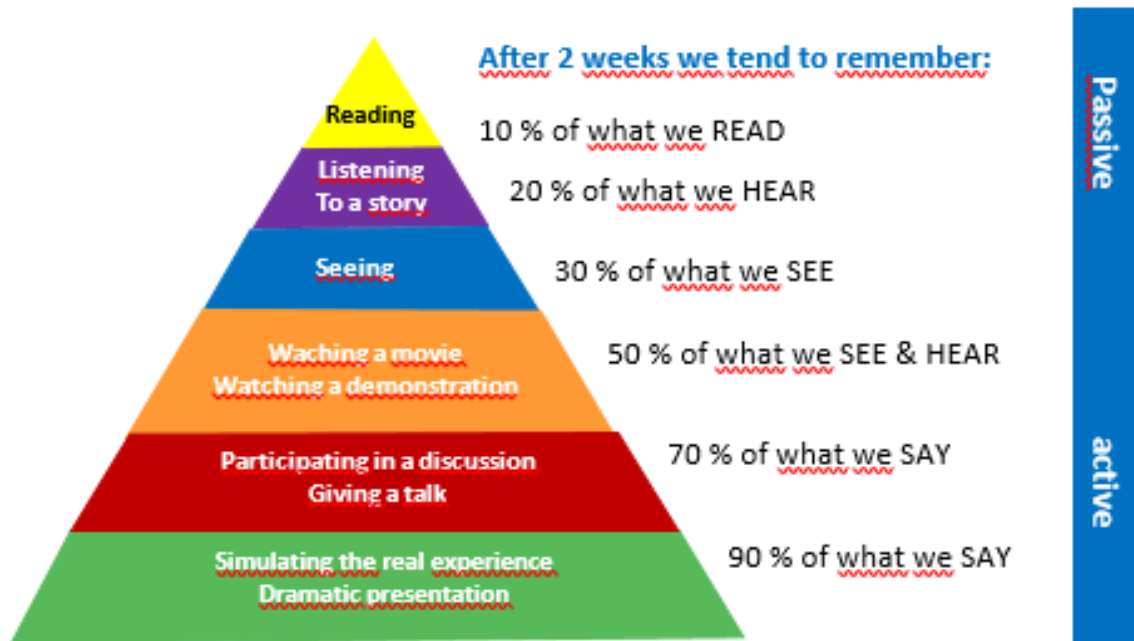 After 2 weeks we tend to remember:
Reading
10 % of what we READ
Listening
To a story
20 % of what we HEAR
Seeing
30 % of what we SEE
Waching a movie
Watching a demonstration
50 % of what we SEE & HEAR
Participating in a discussion
Giving a talk
70 % of what we SAY
Simulating the real experience
Dramatic presentation
90 % of what we SAY
Passive
active